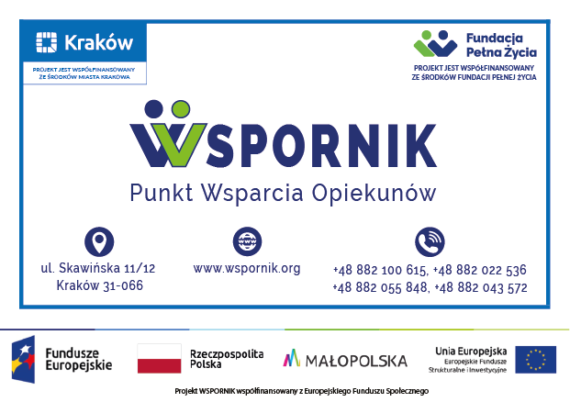 Kraków
PROJEKT JEST WSPÓŁFINANSOWANY
ZE ŚRODKÓW MIASTA KRAKOWA
Fundacja
Pełna Życia
PROJEKT JEST WSPÓŁFINANSOWANY
ZE ŚRODKÓW FUNDACJI PEŁNEJ ŻYCIA
WSPORNIK
Punkt Wsparcia Opiekunów
ul. Skawińska 11/12
Kraków 31-066
www.wspornik.org
+48 882 100 615, +48 882 022 536
+48 882 055 848, +48 882 043 572
Fundusze
Europejskie
Rzeczpospolita
Polska
MAŁOPOLSKA
Unia Europejska
Europejskie Fundusze
Strukturalne i Inwestycyjne
Projekt WSPORNIK współfinansowany z Europejskiego Funduszu Społecznego